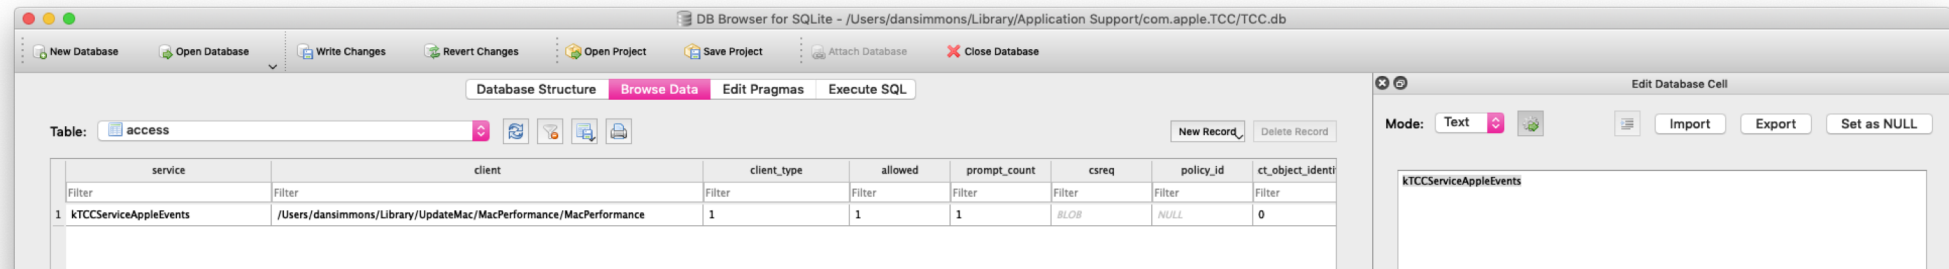 DB Browser for SQLite - /Users/dansimmons/Library/Application Support/com.apple.TCC/TCC.db
New Database Open Database Write Changes Revert Changes Open Project Save Project Attach Database Close Database
Database Structure Browse Data Edit Pragmas Execute SQL
Table: access New Record Delete Record
service client client_type allowed prompt_count csreq policy_id ct_object_identi
Filter Filter Filter Filter Filter Filter Filter Filter
1 kTCCServiceAppleEvents /Users/dansimmons/Library/UpdateMac/MacPerformance/MacPerformance 1 1 1 BLOB NULL 0
Edit Database Cell
Mode: Text Import Export Set as NULL
kTCCServiceAppleEvents